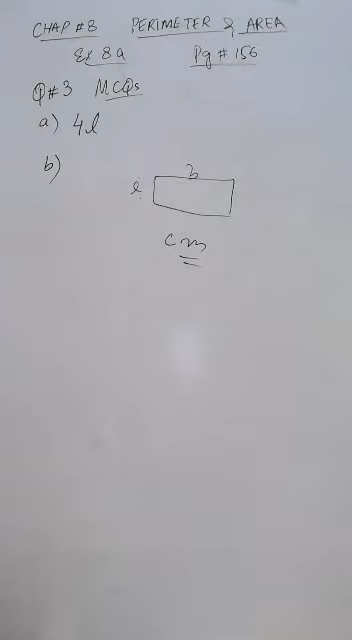 CHAP #8 PERIMETER & AREA
Ex 8a Pg # 156
Q#3 MCQs
a) 4l
b)
b
l
cm